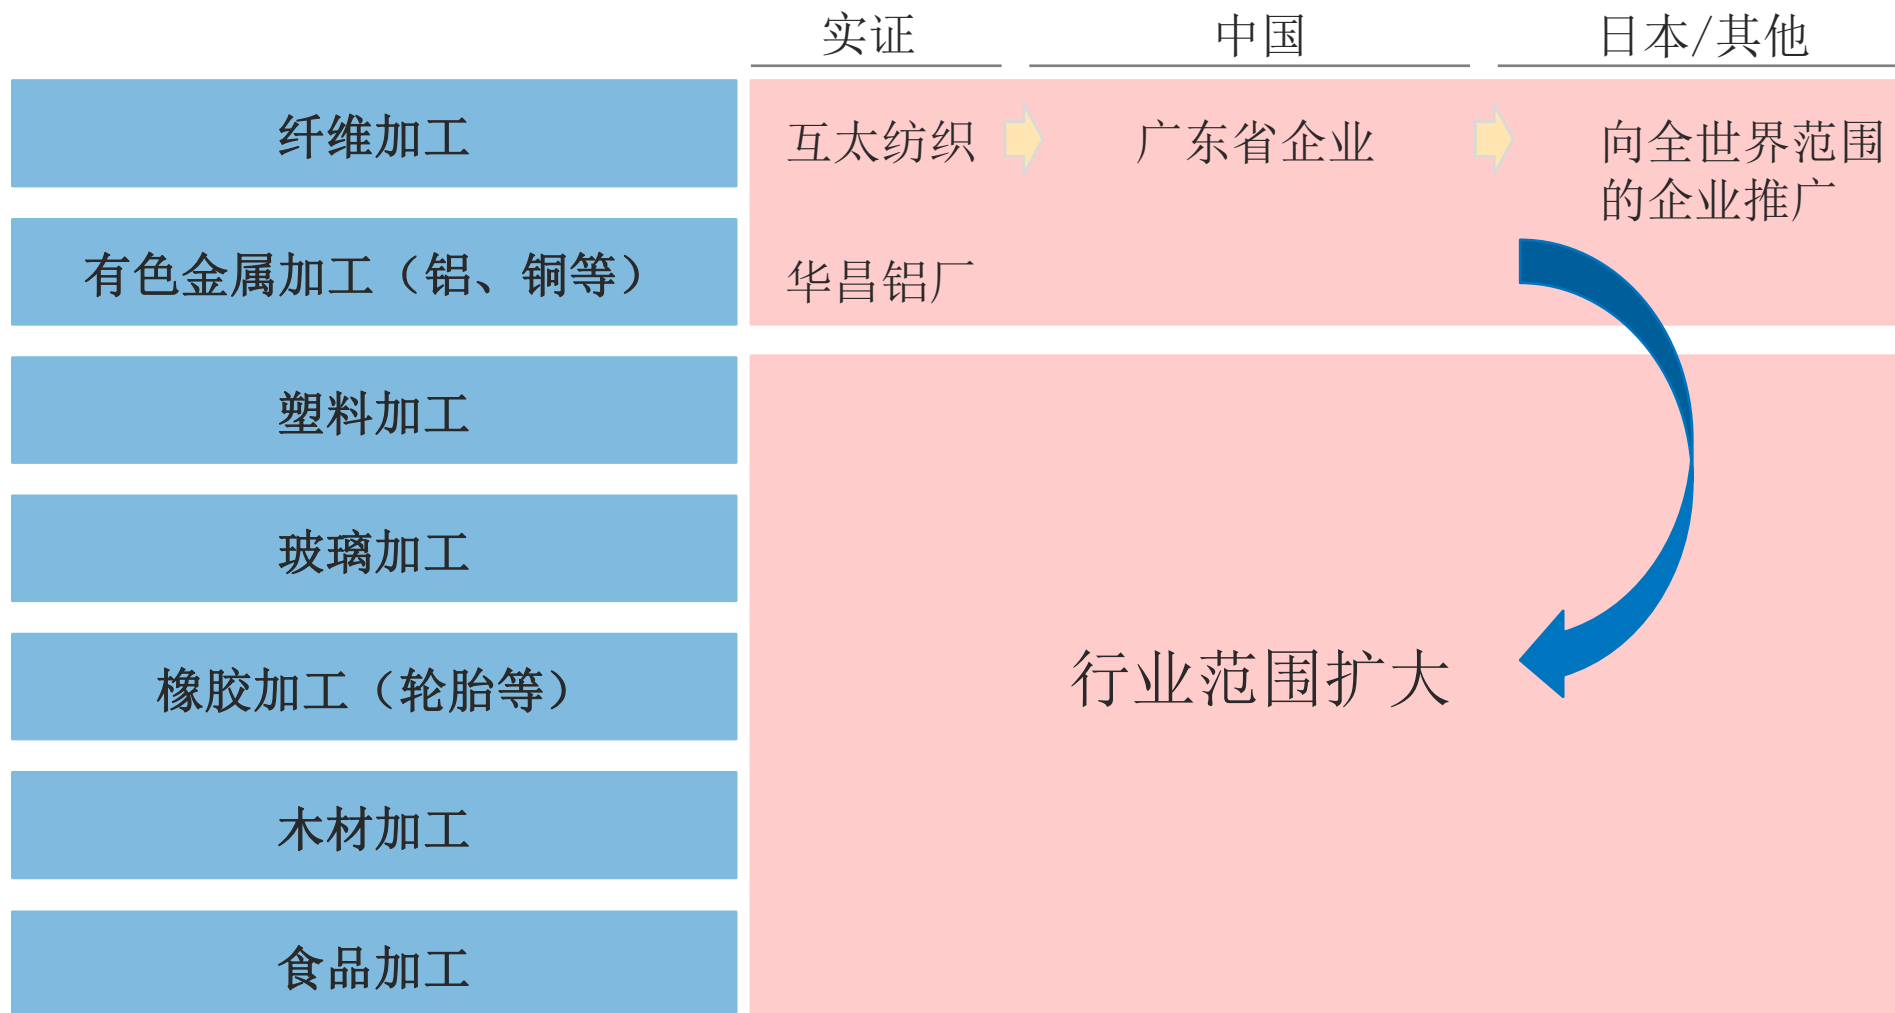 实证
中国
日本/其他
纤维加工
互太纺织
广东省企业
向全世界范围
的企业推广
有色金属加工（铝、铜等）
华昌铝厂
塑料加工
玻璃加工
橡胶加工（轮胎等）
行业范围扩大
木材加工
食品加工